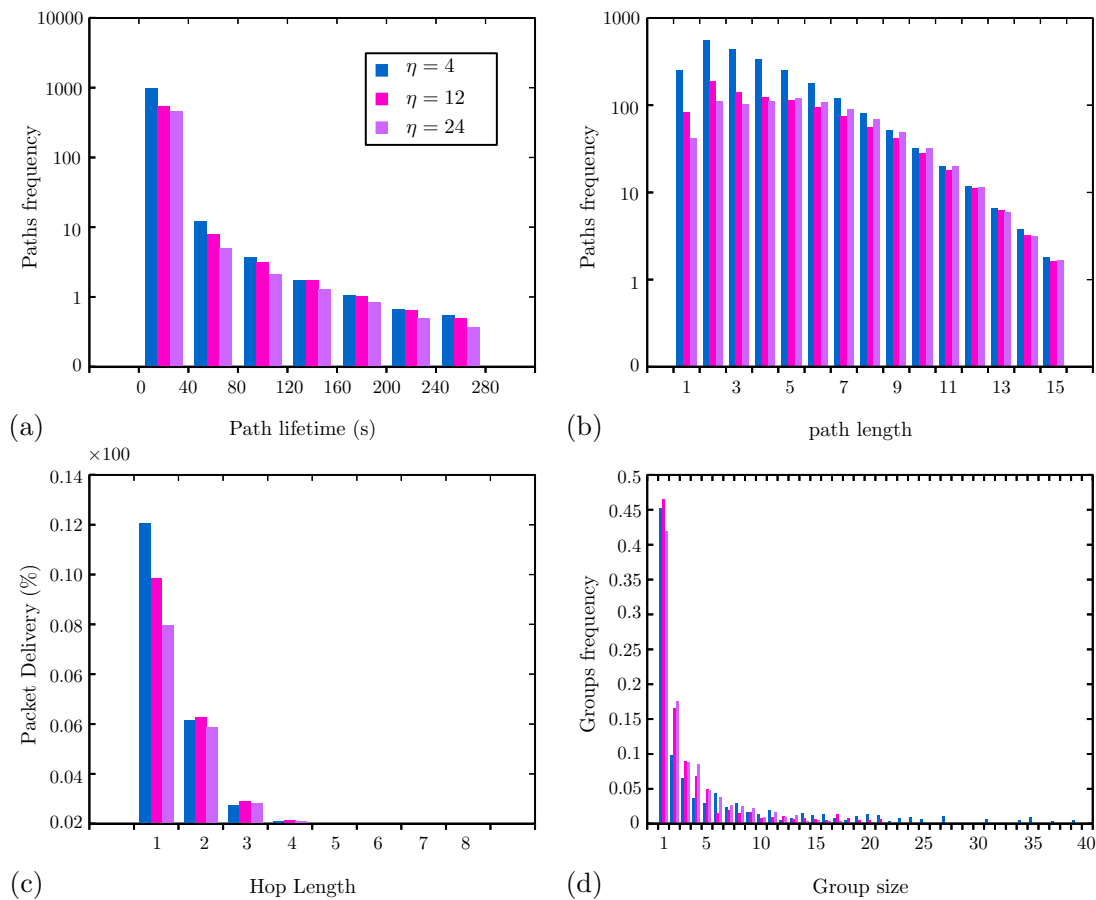 10000
1000
100
10
1
0
Paths frequency
η = 4
η = 12
η = 24
0 40 80 120 160 200 240 280
(a) Path lifetime (s)
1000
100
10
1
0
Paths frequency
1 3 5 7 9 11 13 15
(b) path length
×100
0.14
0.12
0.10
0.08
0.06
0.04
0.02
Packet Delivery (%)
1 2 3 4 5 6 7 8
(c) Hop Length
0.5
0.45
0.4
0.35
0.3
0.25
0.2
0.15
0.1
0.05
0
Groups frequency
1 5 10 15 20 25 30 35 40
(d) Group size